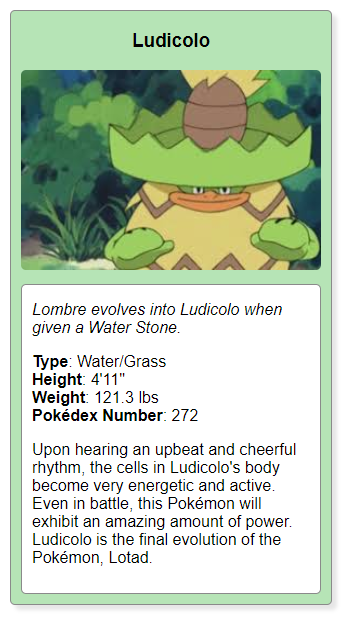 Ludicolo
Lombre evolves into Ludicolo when
given a Water Stone.
Type: Water/Grass
Height: 4'11"
Weight: 121.3 lbs
Pokédex Number: 272
Upon hearing an upbeat and cheerful
rhythm, the cells in Ludicolo's body
become very energetic and active.
Even in battle, this Pokémon will
exhibit an amazing amount of power.
Ludicolo is the final evolution of the
Pokémon, Lotad.